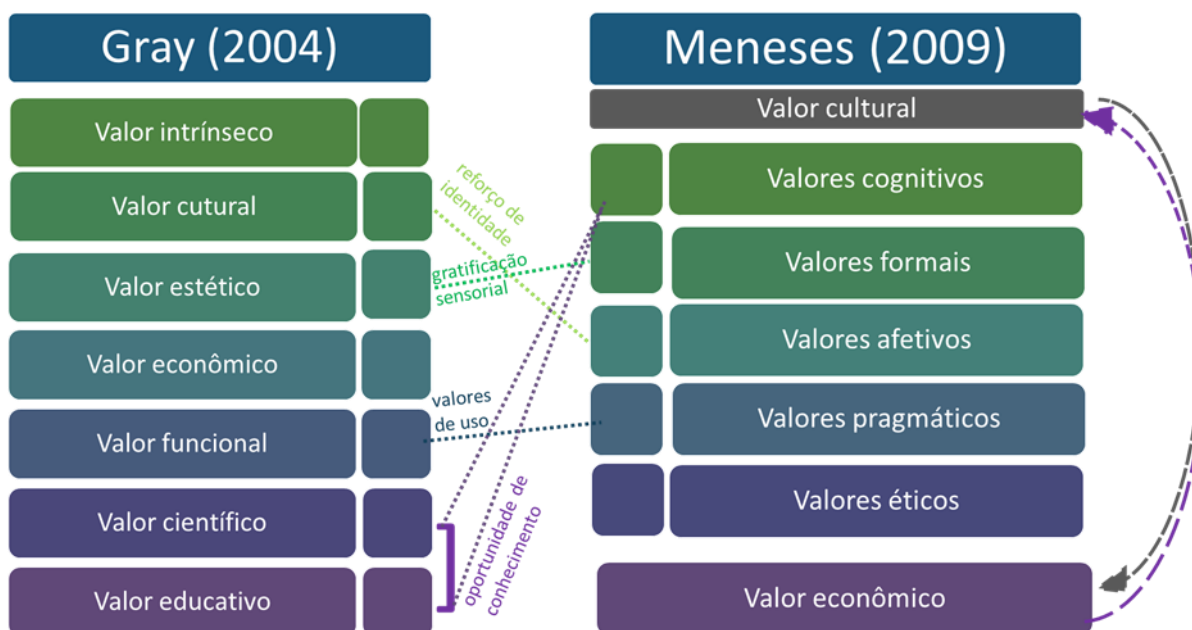 Gray (2004)
Valor intrínseco
Valor cutural
Valor estético
Valor econômico
Valor funcional
Valor científico
Valor educativo
reforço de
identidade
gratificação
sensorial
valores
de uso
oportunidade de
conhecimento
Meneses (2009)
Valor cultural
Valores cognitivos
Valores formais
Valores afetivos
Valores pragmáticos
Valores éticos
Valor econômico